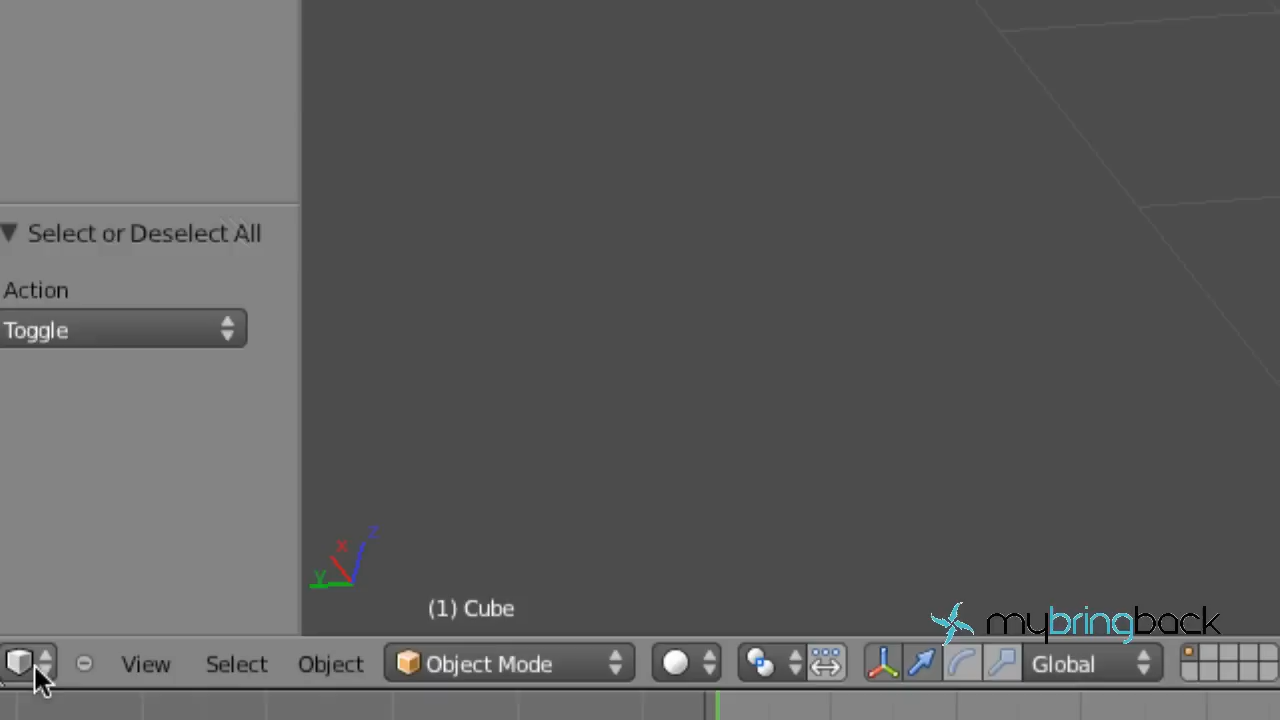 Select or Deselect All
Action
Toggle
x
z
y
(1) Cube
mybringback
View Select Object Object Mode Global